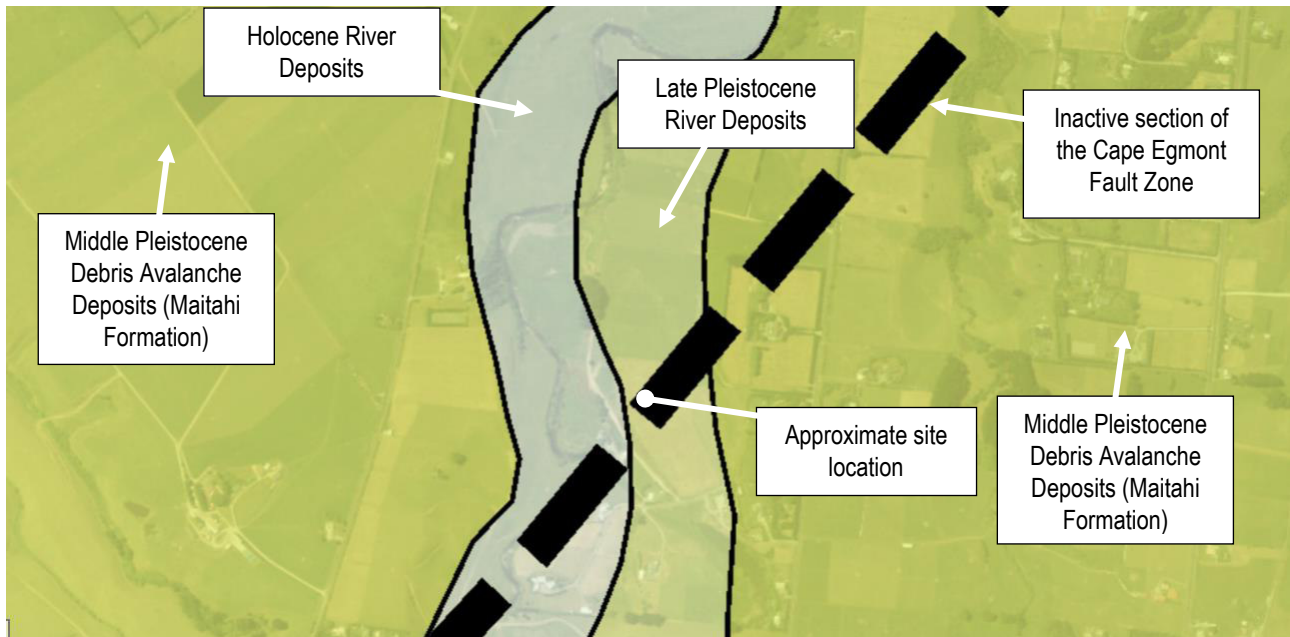 Holocene River
Deposits
Late Pleistocene
River Deposits
Inactive section of
the Cape Egmont
Fault Zone
Middle Pleistocene
Debris Avalanche
Deposits (Maitahi
Formation)
Approximate site
location
Middle Pleistocene
Debris Avalanche
Deposits (Maitahi
Formation)